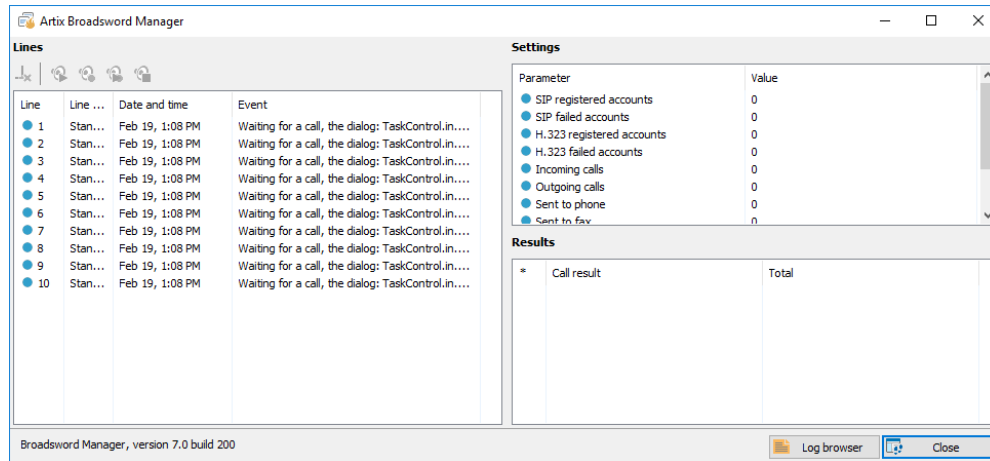 Artix Broadsword Manager
Lines
Settings
Line Line ... Date and time Event
1 Stan... Feb 19, 1:08 PM Waiting for a call, the dialog: TaskControl.in....
2 Stan... Feb 19, 1:08 PM Waiting for a call, the dialog: TaskControl.in....
3 Stan... Feb 19, 1:08 PM Waiting for a call, the dialog: TaskControl.in....
4 Stan... Feb 19, 1:08 PM Waiting for a call, the dialog: TaskControl.in....
5 Stan... Feb 19, 1:08 PM Waiting for a call, the dialog: TaskControl.in....
6 Stan... Feb 19, 1:08 PM Waiting for a call, the dialog: TaskControl.in....
7 Stan... Feb 19, 1:08 PM Waiting for a call, the dialog: TaskControl.in....
8 Stan... Feb 19, 1:08 PM Waiting for a call, the dialog: TaskControl.in....
9 Stan... Feb 19, 1:08 PM Waiting for a call, the dialog: TaskControl.in....
10 Stan... Feb 19, 1:08 PM Waiting for a call, the dialog: TaskControl.in....
Parameter Value
SIP registered accounts 0
SIP failed accounts 0
H.323 registered accounts 0
H.323 failed accounts 0
Incoming calls 0
Outgoing calls 0
Sent to phone 0
Sent to fax 0
Results
* Call result Total
Broadsword Manager, version 7.0 build 200
Log browser
Close